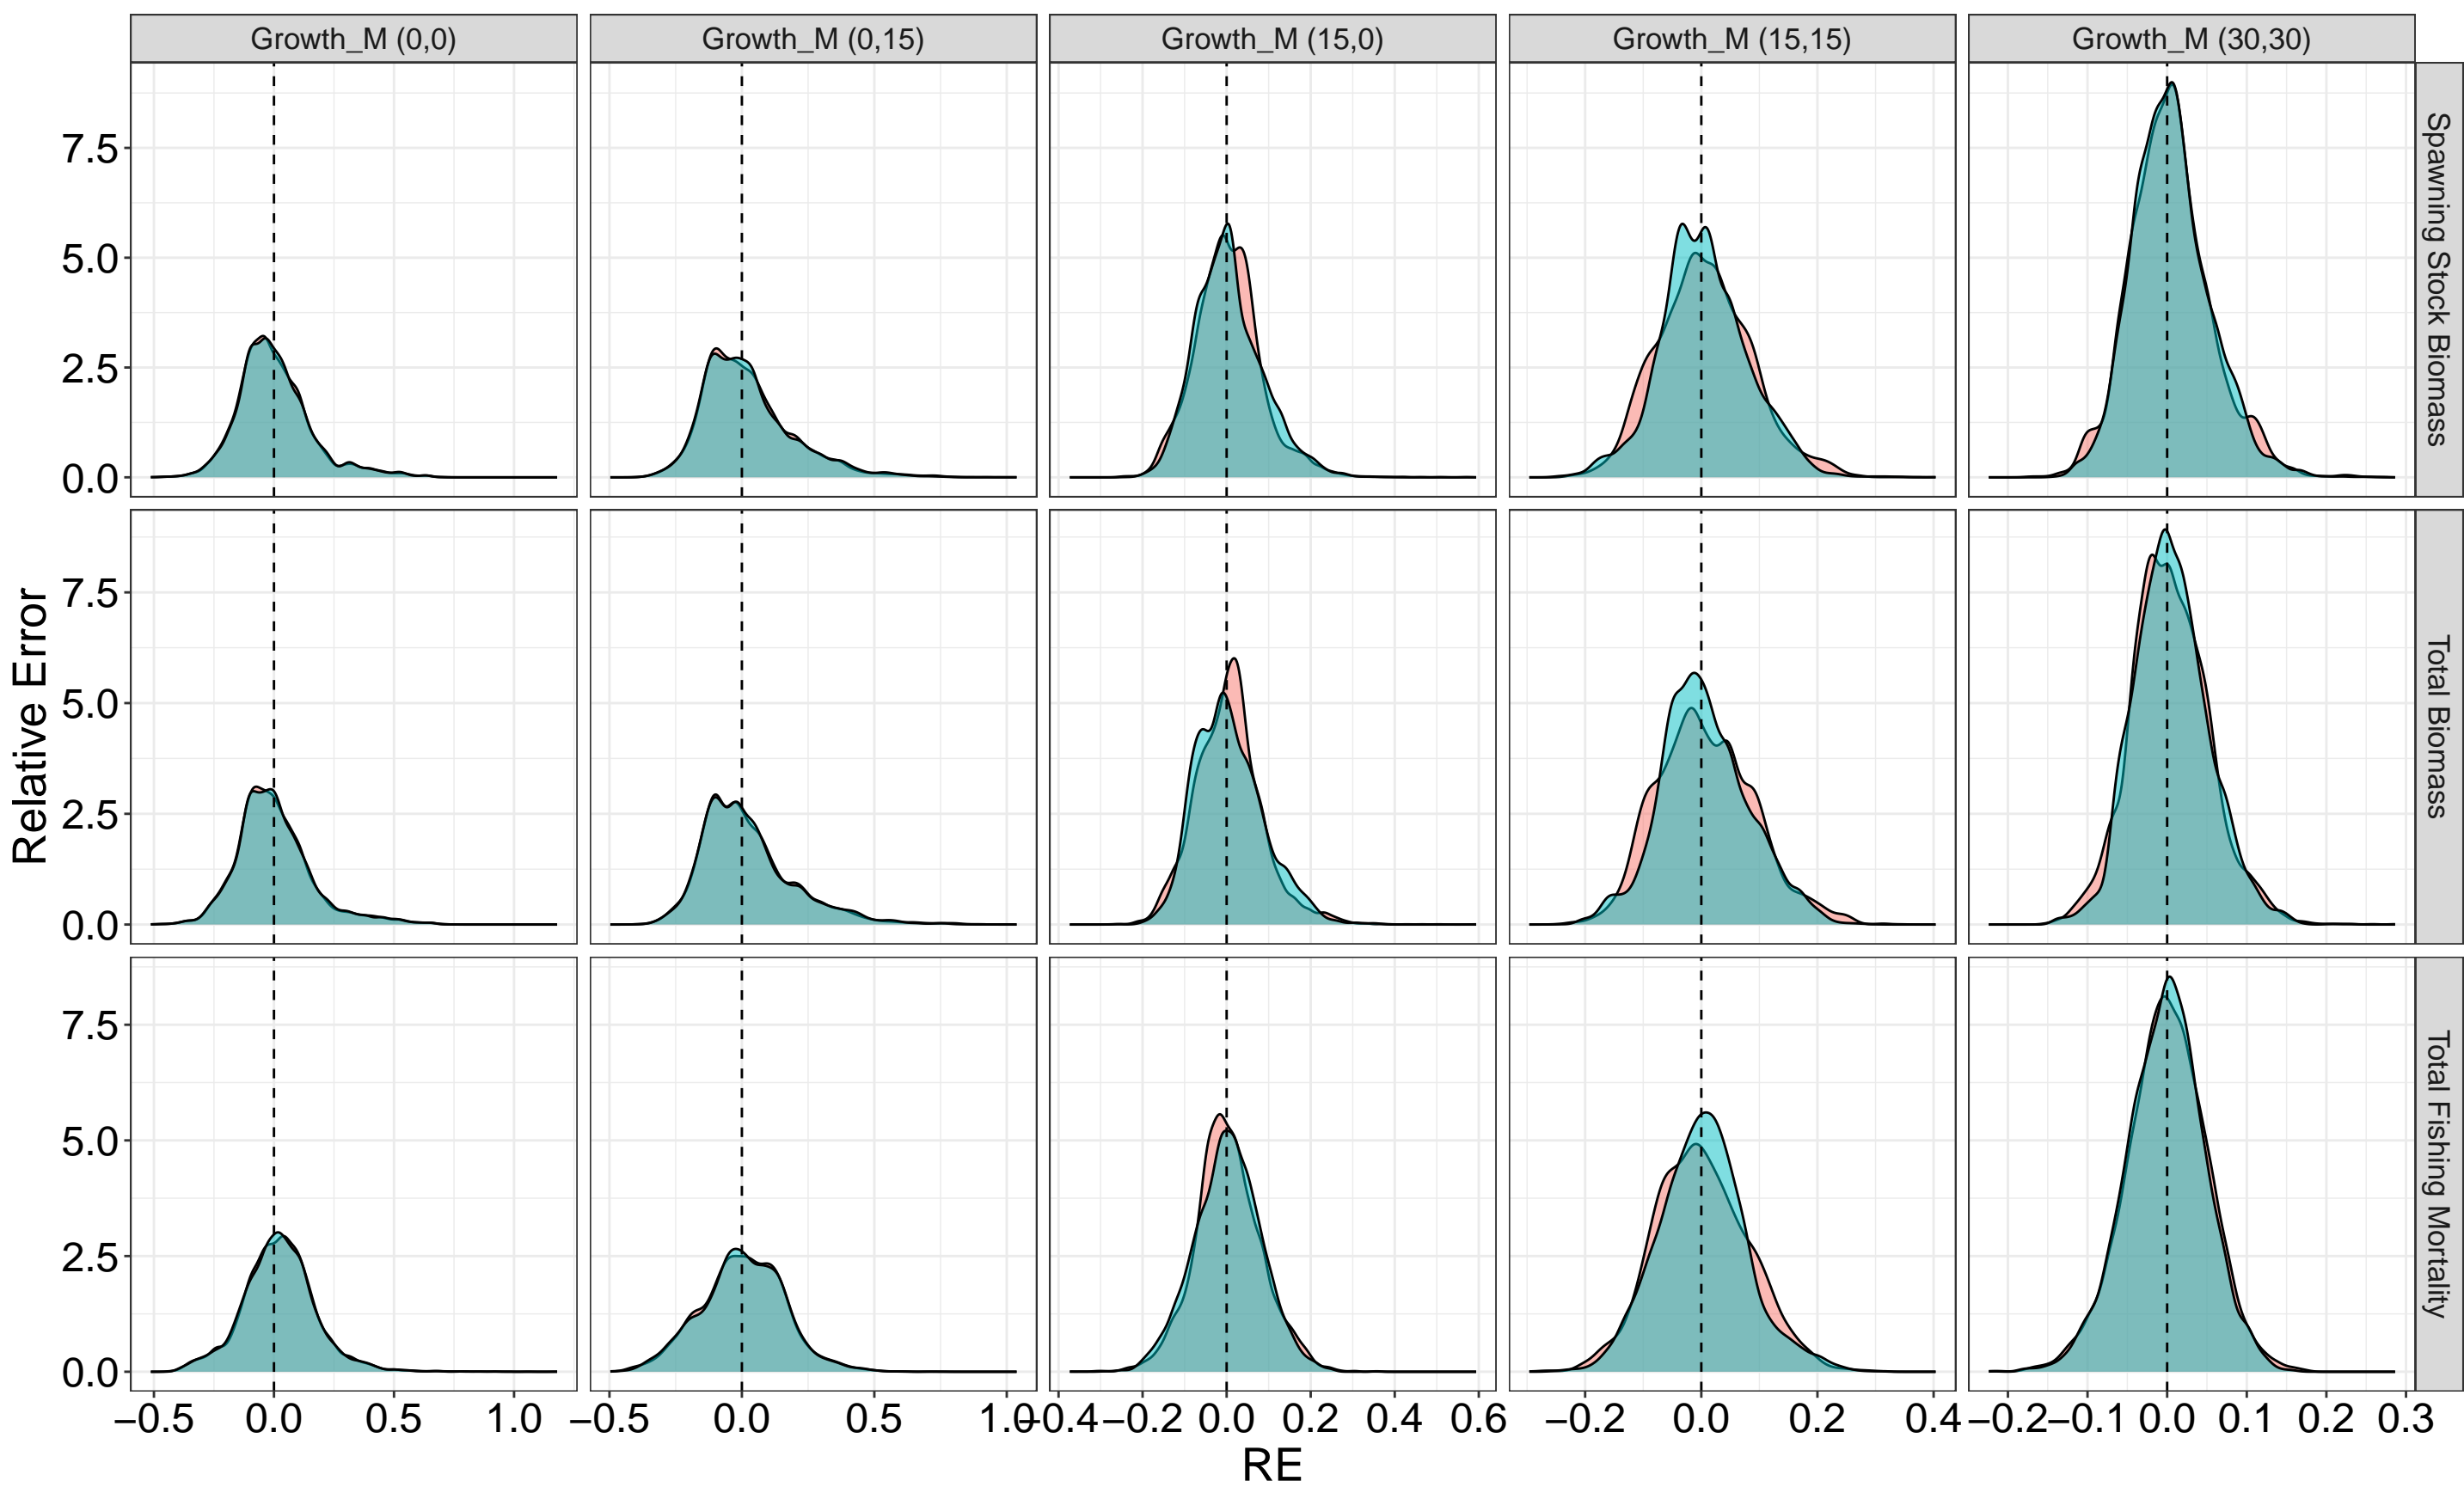 Growth_M (0,0)
Growth_M (0,15)
Growth_M (15,0)
Growth_M (15,15)
Growth_M (30,30)
Spawning Stock Biomass
7.5
5.0
2.5
0.0
Total Biomass
7.5
5.0
2.5
0.0
Total Fishing Mortality
7.5
5.0
2.5
0.0
Relative Error
−0.5 0.0 0.5 1.0
−0.5 0.0 0.5 1.0
−0.4 −0.2 0.0 0.2 0.4 0.6
−0.2 0.0 0.2 0.4
−0.2 −0.1 0.0 0.1 0.2 0.3
RE